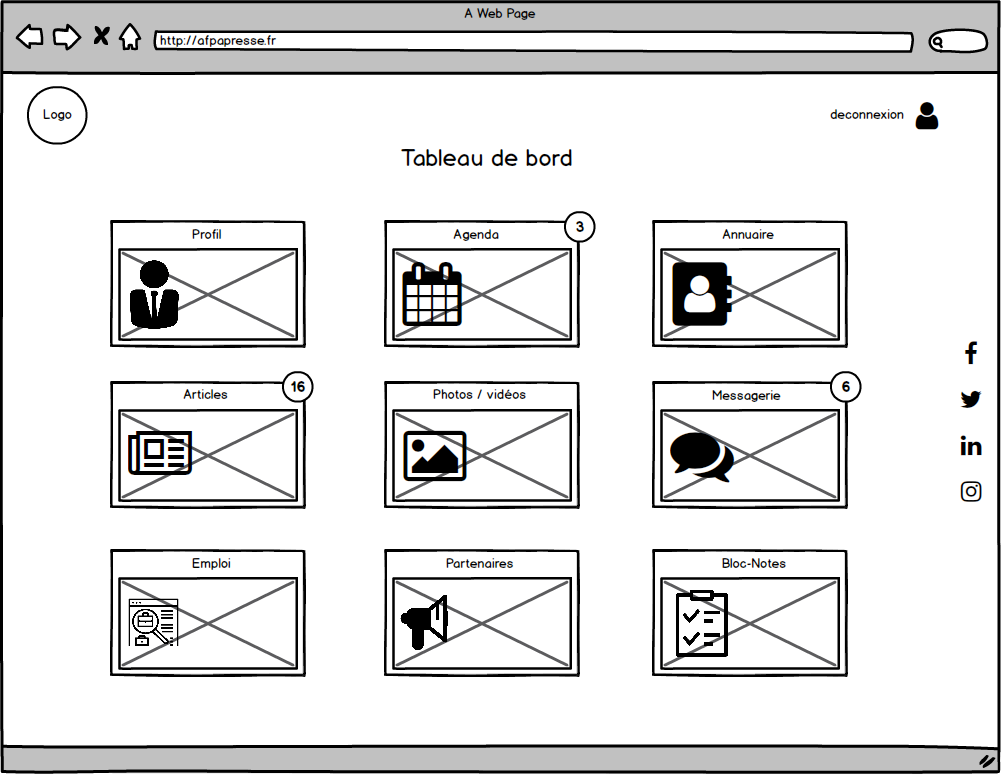 A Web Page
http://afpapresse.fr
Logo
deconnexion
Tableau de bord
Profil
Agenda
3
Annuaire
Articles
16
Photos / vidéos
Messagerie
6
Emploi
Partenaires
Bloc-Notes